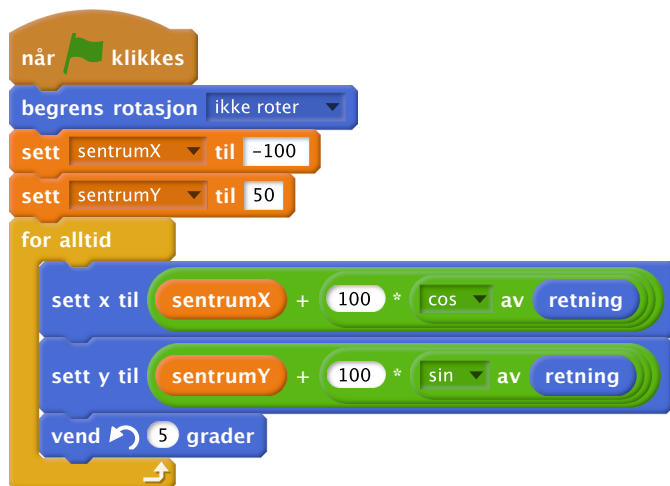 når klikkes
begrens rotasjon ikke roter
sett sentrumX til -100
sett sentrumY til 50
for alltid
sett x til sentrumX + 100 * cos av retning
sett y til sentrumY + 100 * sin av retning
vend 5 grader